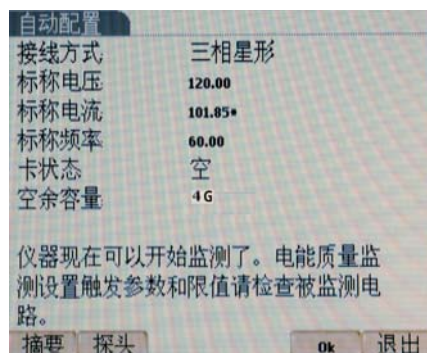 自动配置
接线方式 三相星形
标称电压 120.00
标称电流 101.85*
标称频率 60.00
卡状态 空
空余容量 4G
仪器现在可以开始监测了。电能质量监
测设置触发参数和限值请检查被监测电
路。
摘要 探头 Ok 退出